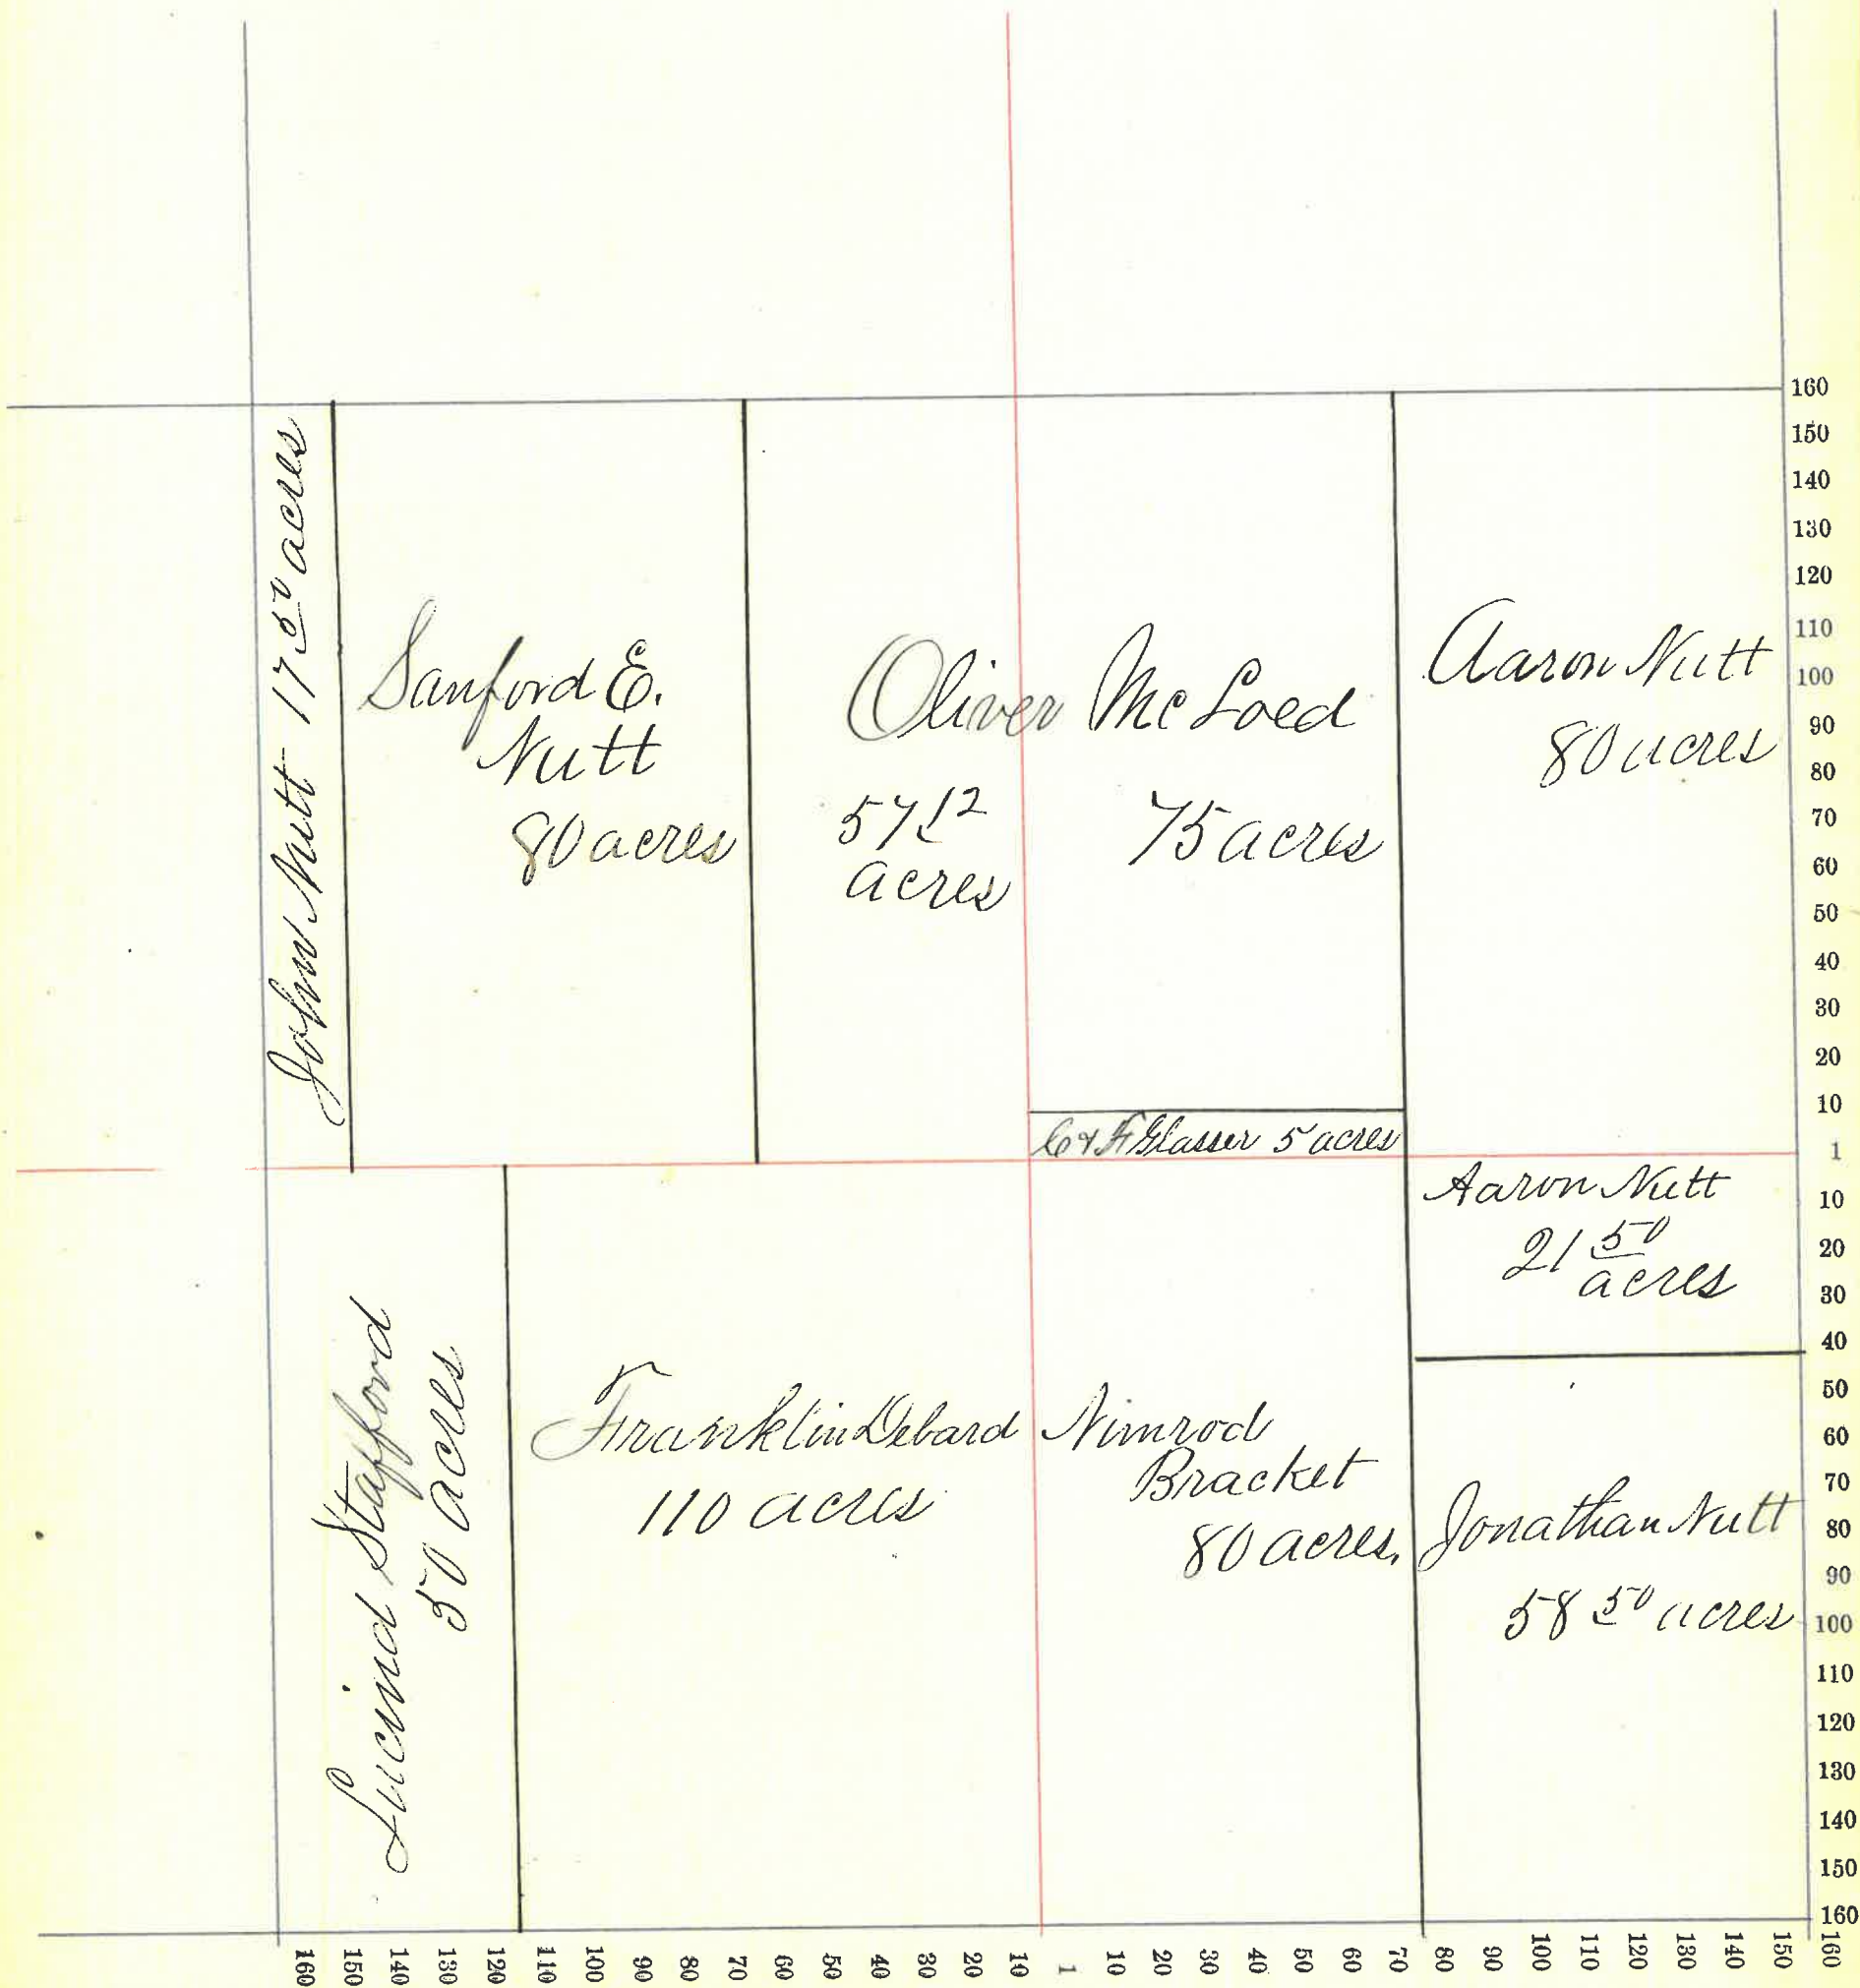 John Nutt 17 50 acres
Sanford E.
Nutt
80 acres
Oliver Mc Loed
57 12
acres
75 acres
Aaron Nutt
80 acres
C & F Glasser 5 acres
Aaron Nutt
21 50
acres
Lucind Stafford
50 acres
Franklin Debard
110 acres
Nimrod
Bracket
80 acres.
Jonathan Nutt
58 50 acres
160
150
140
130
120
110
100
90
80
70
60
50
40
30
20
10
1
10
20
30
40
50
60
70
80
90
100
110
120
130
140
150
160
160 150 140 130 120 110 100 90 80 70 60 50 40 30 20 10 1 10 20 30 40 50 60 70 80 90 100 110 120 130 140 150 160